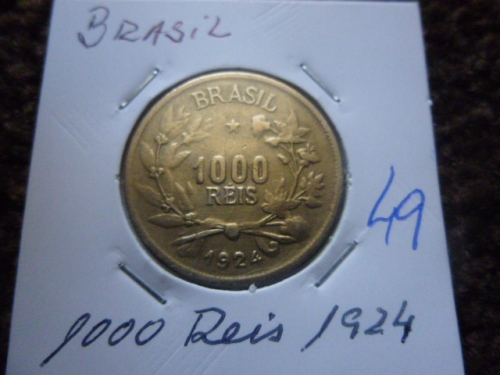 BRASIL
BRASIL
1000
REIS
1924
49
1000 Reis 1924